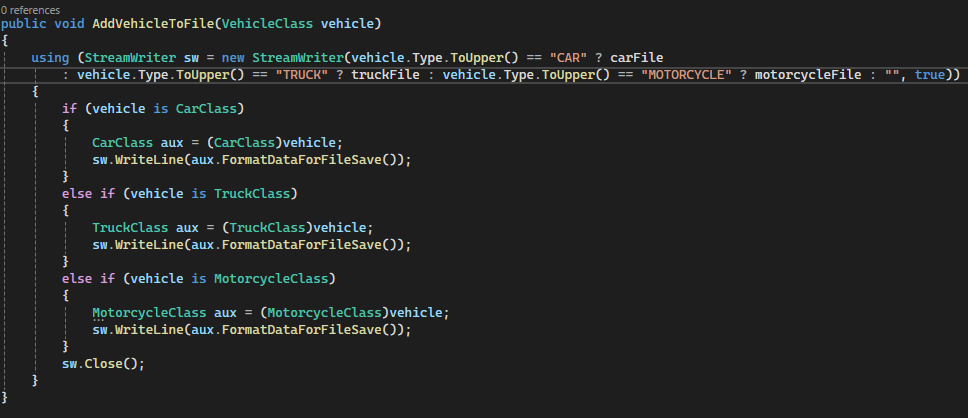 0 references
public void AddVehicleToFile(VehicleClass vehicle)
{
    using (StreamWriter sw = new StreamWriter(vehicle.Type.ToUpper() == "CAR" ? carFile
        : vehicle.Type.ToUpper() == "TRUCK" ? truckFile : vehicle.Type.ToUpper() == "MOTORCYCLE" ? motorcycleFile : "", true))
    {
        if (vehicle is CarClass)
        {
            CarClass aux = (CarClass)vehicle;
            sw.WriteLine(aux.FormatDataForFileSave());
        }
        else if (vehicle is TruckClass)
        {
            TruckClass aux = (TruckClass)vehicle;
            sw.WriteLine(aux.FormatDataForFileSave());
        }
        else if (vehicle is MotorcycleClass)
        {
            MotorcycleClass aux = (MotorcycleClass)vehicle;
            sw.WriteLine(aux.FormatDataForFileSave());
        }
        sw.Close();
    }
}